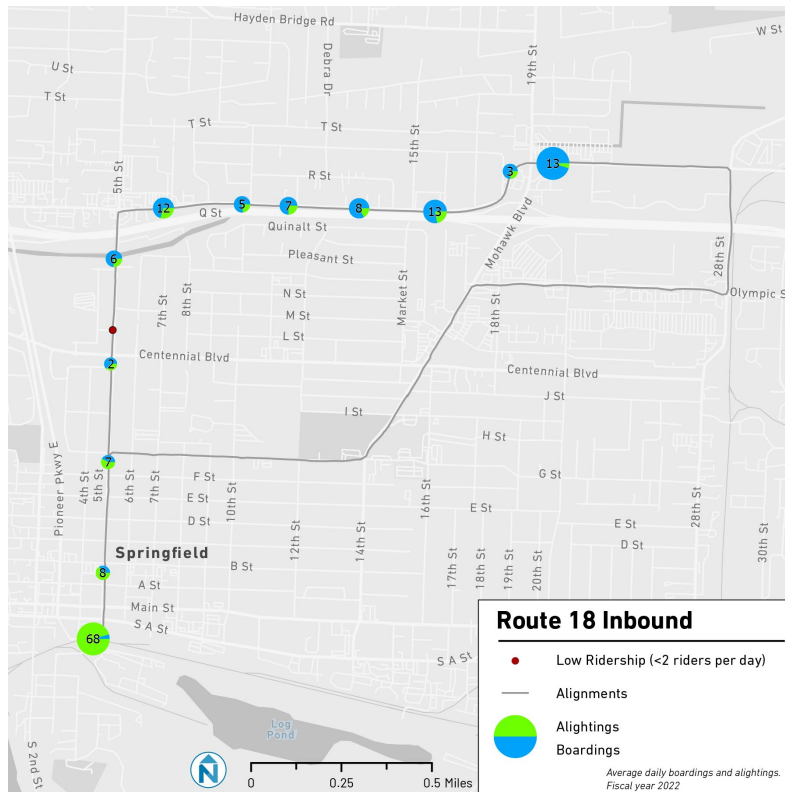 Hayden Bridge Rd
W St
U St
Debra Dr
19th St
T St
T St
T St
15th St
5th St
R St
3
13
12
5
7
8
13
Q St
Quinalt St
Mohawk Blvd
6
Pleasant St
28th St
7th St
8th St
N St
Market St
18th St
Olympic S
M St
L St
2
Centennial Blvd
Centennial Blvd
J St
I St
H St
7
Pioneer Pkwy E
4th St
5th St
6th St
7th St
F St
10th St
G St
16th St
28th St
E St
E St
D St
12th St
14th St
E St
D St
30th St
Springfield
B St
17th St
18th St
19th St
20th St
8
A St
Main St
S A St
68
S A St
Log
Pond
S 2nd St
N
0
0.25
0.5 Miles
Route 18 Inbound
Low Ridership (<2 riders per day)
Alignments
Alightings
Boardings
Average daily boardings and alightings.
Fiscal year 2022